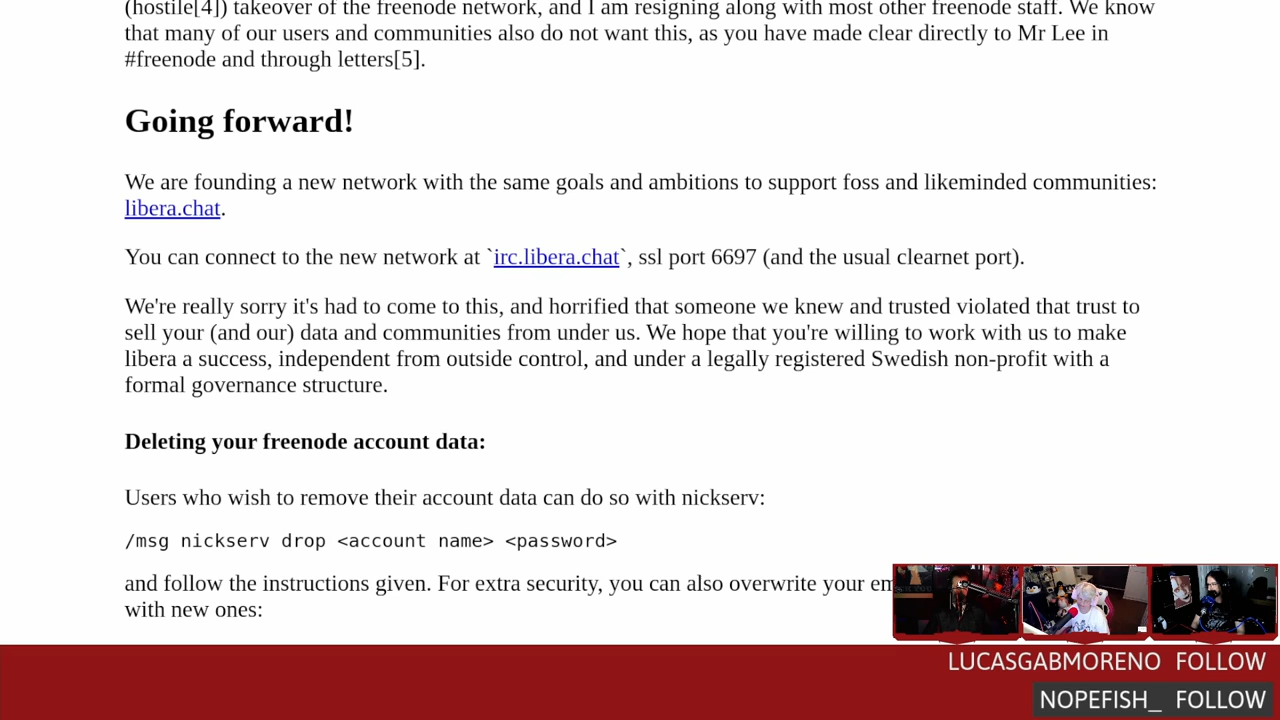 (hostile[4]) takeover of the freenode network, and I am resigning along with most other freenode staff. We know
that many of our users and communities also do not want this, as you have made clear directly to Mr Lee in
#freenode and through letters[5].
Going forward!
We are founding a new network with the same goals and ambitions to support foss and likeminded communities:
libera.chat.
You can connect to the new network at `irc.libera.chat`, ssl port 6697 (and the usual clearnet port).
We're really sorry it's had to come to this, and horrified that someone we knew and trusted violated that trust to
sell your (and our) data and communities from under us. We hope that you're willing to work with us to make
libera a success, independent from outside control, and under a legally registered Swedish non-profit with a
formal governance structure.
Deleting your freenode account data:
Users who wish to remove their account data can do so with nickserv:
/msg nickserv drop <account name> <password>
and follow the instructions given. For extra security, you can also overwrite your
with new ones:
LUCASGABMORENO FOLLOW
NOPEFISH_ FOLLOW